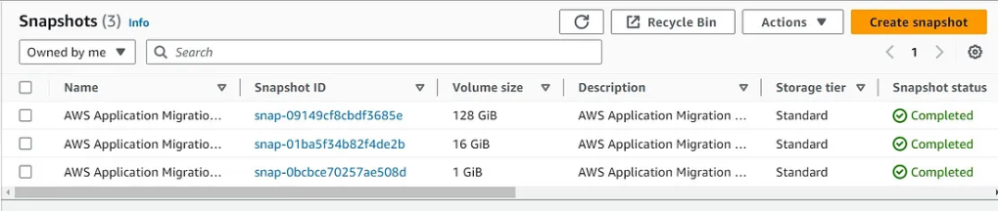 Snapshots (3) Info Recycle Bin Actions Create snapshot
Owned by me Search 1
Name Snapshot ID Volume size Description Storage tier Snapshot status
AWS Application Migratio... snap-09149cf8cbdf3685e 128 GiB AWS Application Migration ... Standard Completed
AWS Application Migratio... snap-01ba5f34b82f4de2b 16 GiB AWS Application Migration ... Standard Completed
AWS Application Migratio... snap-0bcbce70257ae508d 1 GiB AWS Application Migration ... Standard Completed